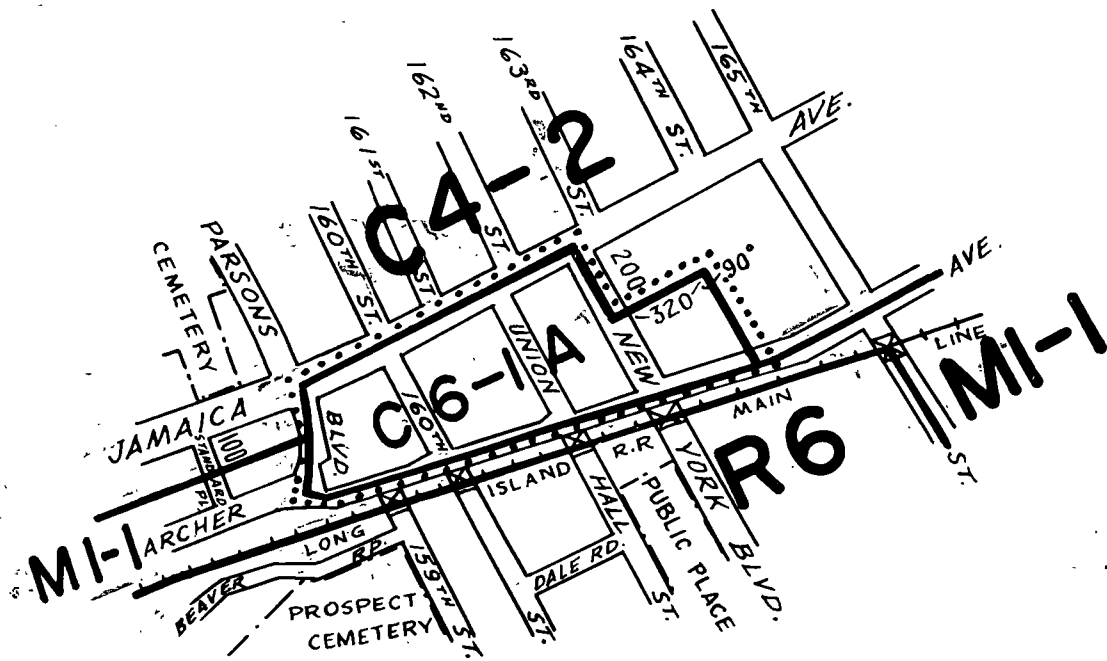 165TH
164TH
ST.
163RD
ST.
162ND
ST.
161ST
ST.
160TH
ST.
AVE.
C4-2
PARSONS
CEMETERY
200
90°
320
AVE.
UNION
NEW
C6-1A
LINE
M1-1
JAMAICA
BLVD.
160TH
MAIN
100
STANDARD
PL.
R6
R.R
ISLAND
YORK
ST.
ARCHER
LONG
HALL
PUBLIC PLACE
M1-1
BEAVER
RD.
159TH
DALE RD.
BLVD.
PROSPECT
CEMETERY
ST.
ST.
ST.